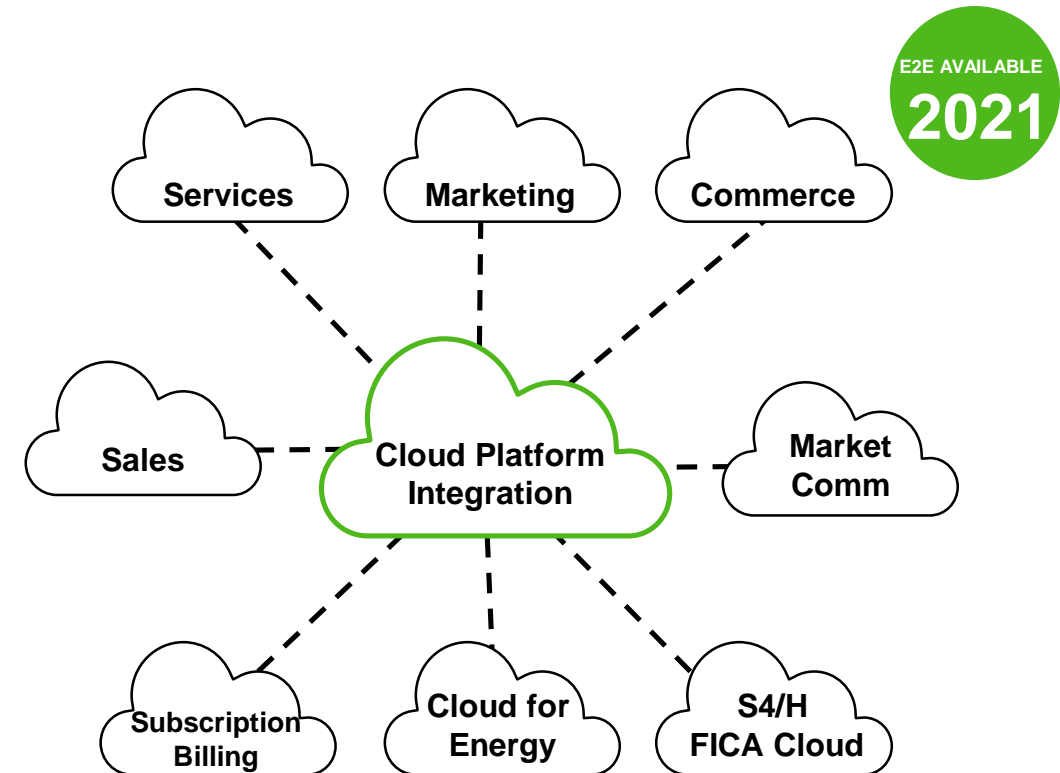 E2E AVAILABLE
2021
Services
Marketing
Commerce
Sales
Cloud Platform
Integration
Market
Comm
Subscription
Billing
Cloud for
Energy
S4/H
FICA Cloud